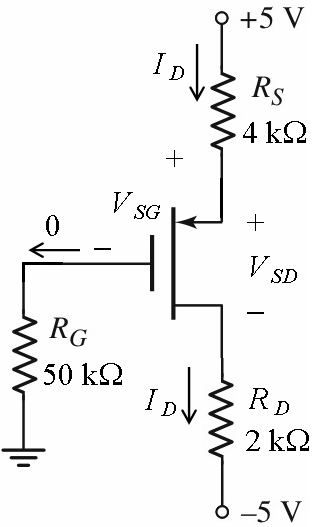 +5 V
I_D
R_S
4 kΩ
+
V_SG
0
−
+
V_SD
−
R_G
50 kΩ
I_D
R_D
2 kΩ
−5 V